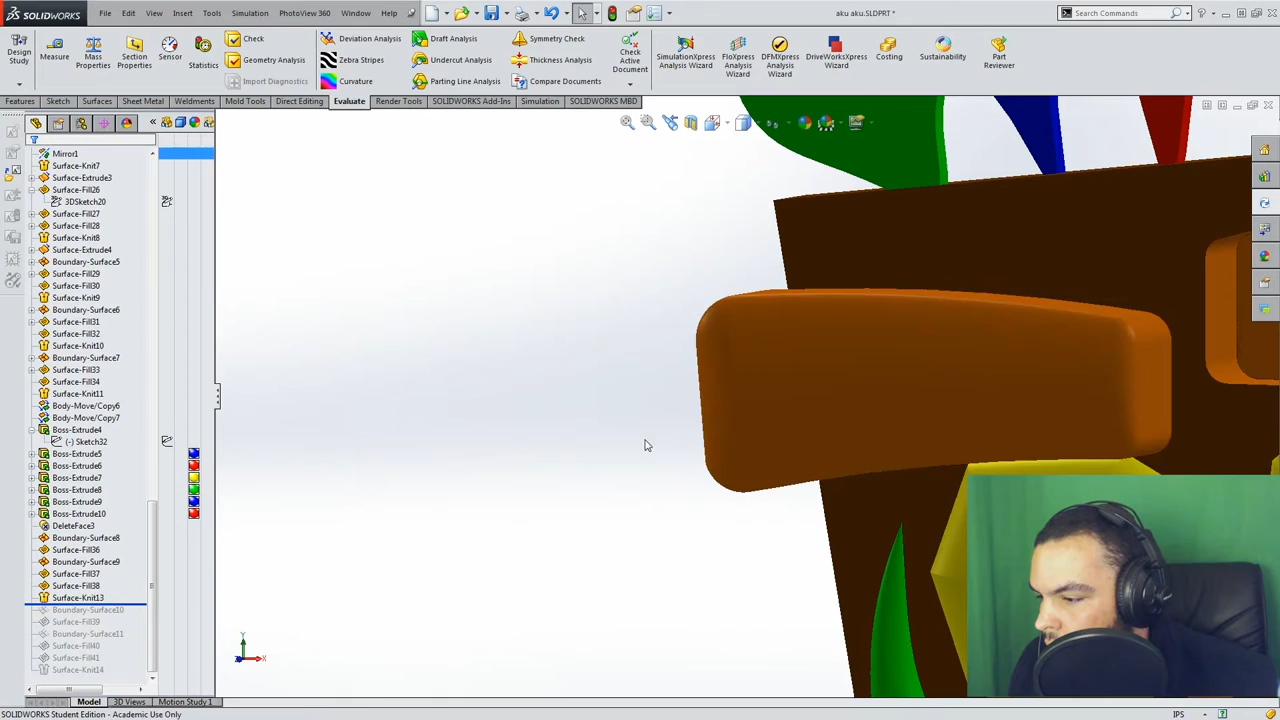 SOLIDWORKS File Edit View Insert Tools Simulation PhotoView 360 Window Help
aku aku.SLDPRT *
Search Commands
Design Study
Measure
Mass Properties
Section Properties
Sensor
Statistics
Check
Geometry Analysis
Import Diagnostics
Deviation Analysis
Zebra Stripes
Curvature
Draft Analysis
Undercut Analysis
Parting Line Analysis
Symmetry Check
Thickness Analysis
Compare Documents
Check Active Document
SimulationXpress Analysis Wizard
FloXpress Analysis Wizard
DFMXpress Analysis Wizard
DriveWorksXpress Wizard
Costing
Sustainability
Part Reviewer
Features Sketch Surfaces Sheet Metal Weldments Mold Tools Direct Editing Evaluate Render Tools SOLIDWORKS Add-Ins Simulation SOLIDWORKS MBD
Mirror1
Surface-Knit7
Surface-Extrude3
Surface-Fill26
3DSketch20
Surface-Fill27
Surface-Fill28
Surface-Knit8
Surface-Extrude4
Boundary-Surface5
Surface-Fill29
Surface-Fill30
Surface-Knit9
Boundary-Surface6
Surface-Fill31
Surface-Fill32
Surface-Knit10
Boundary-Surface7
Surface-Fill33
Surface-Fill34
Surface-Knit11
Body-Move/Copy6
Body-Move/Copy7
Boss-Extrude4
(-) Sketch32
Boss-Extrude5
Boss-Extrude6
Boss-Extrude7
Boss-Extrude8
Boss-Extrude9
Boss-Extrude10
DeleteFace3
Boundary-Surface8
Surface-Fill36
Boundary-Surface9
Surface-Fill37
Surface-Fill38
Surface-Knit13
Boundary-Surface10
Surface-Fill39
Boundary-Surface11
Surface-Fill40
Surface-Fill41
Surface-Knit14
Y
Z X
Model 3D Views Motion Study 1
SOLIDWORKS Student Edition - Academic Use Only
IPS